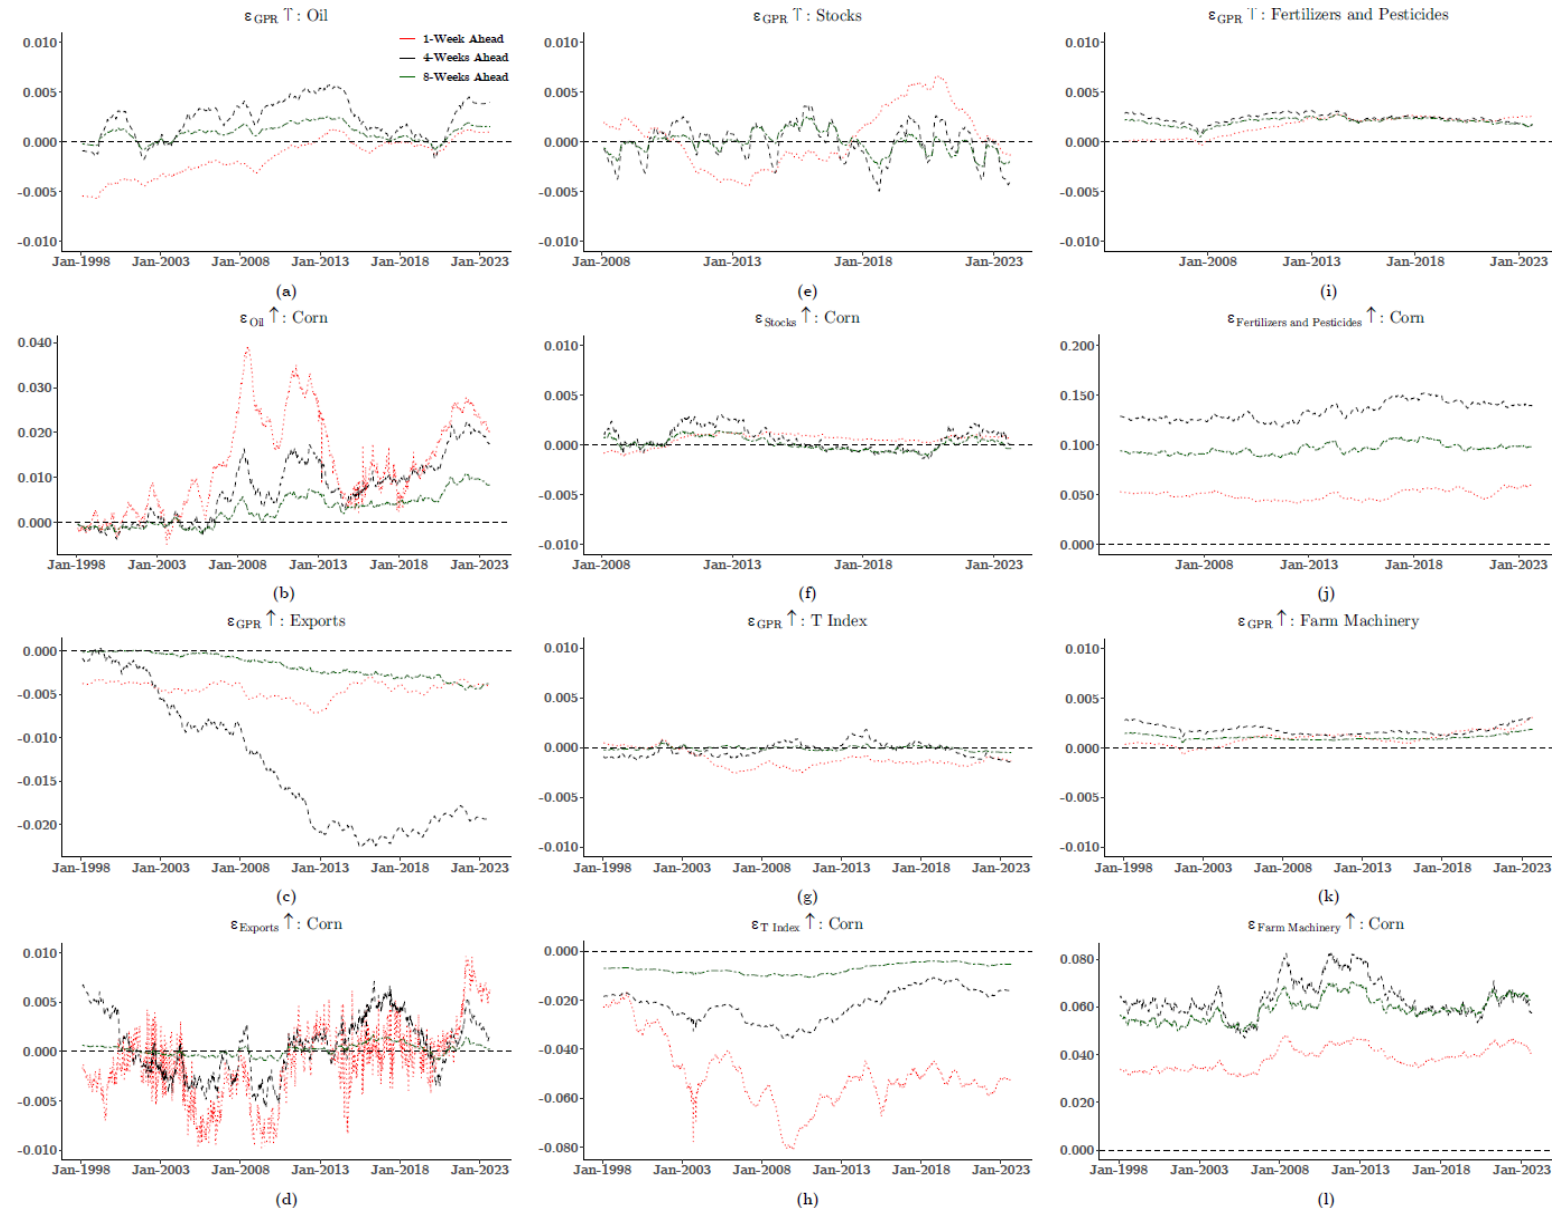 ε GPR ↑ : Oil
1-Week Ahead
4-Weeks Ahead
8-Weeks Ahead
0.010
0.005
0.000
-0.005
-0.010
Jan-1998 Jan-2003 Jan-2008 Jan-2013 Jan-2018 Jan-2023
(a)
ε GPR ↑ : Stocks
0.010
0.005
0.000
-0.005
-0.010
Jan-2008 Jan-2013 Jan-2018 Jan-2023
(e)
ε GPR ↑ : Fertilizers and Pesticides
0.010
0.005
0.000
-0.005
-0.010
Jan-2008 Jan-2013 Jan-2018 Jan-2023
(i)
ε Oil ↑ : Corn
0.040
0.030
0.020
0.010
0.000
Jan-1998 Jan-2003 Jan-2008 Jan-2013 Jan-2018 Jan-2023
(b)
ε Stocks ↑ : Corn
0.010
0.005
0.000
-0.005
-0.010
Jan-2008 Jan-2013 Jan-2018 Jan-2023
(f)
ε Fertilizers and Pesticides ↑ : Corn
0.200
0.150
0.100
0.050
0.000
Jan-2008 Jan-2013 Jan-2018 Jan-2023
(j)
ε GPR ↑ : Exports
0.000
-0.005
-0.010
-0.015
-0.020
Jan-1998 Jan-2003 Jan-2008 Jan-2013 Jan-2018 Jan-2023
(c)
ε GPR ↑ : T Index
0.010
0.005
0.000
-0.005
-0.010
Jan-1998 Jan-2003 Jan-2008 Jan-2013 Jan-2018 Jan-2023
(g)
ε GPR ↑ : Farm Machinery
0.010
0.005
0.000
-0.005
-0.010
Jan-1998 Jan-2003 Jan-2008 Jan-2013 Jan-2018 Jan-2023
(k)
ε Exports ↑ : Corn
0.010
0.005
0.000
-0.005
-0.010
Jan-1998 Jan-2003 Jan-2008 Jan-2013 Jan-2018 Jan-2023
(d)
ε T Index ↑ : Corn
0.000
-0.020
-0.040
-0.060
-0.080
Jan-1998 Jan-2003 Jan-2008 Jan-2013 Jan-2018 Jan-2023
(h)
ε Farm Machinery ↑ : Corn
0.080
0.060
0.040
0.020
0.000
Jan-1998 Jan-2003 Jan-2008 Jan-2013 Jan-2018 Jan-2023
(l)